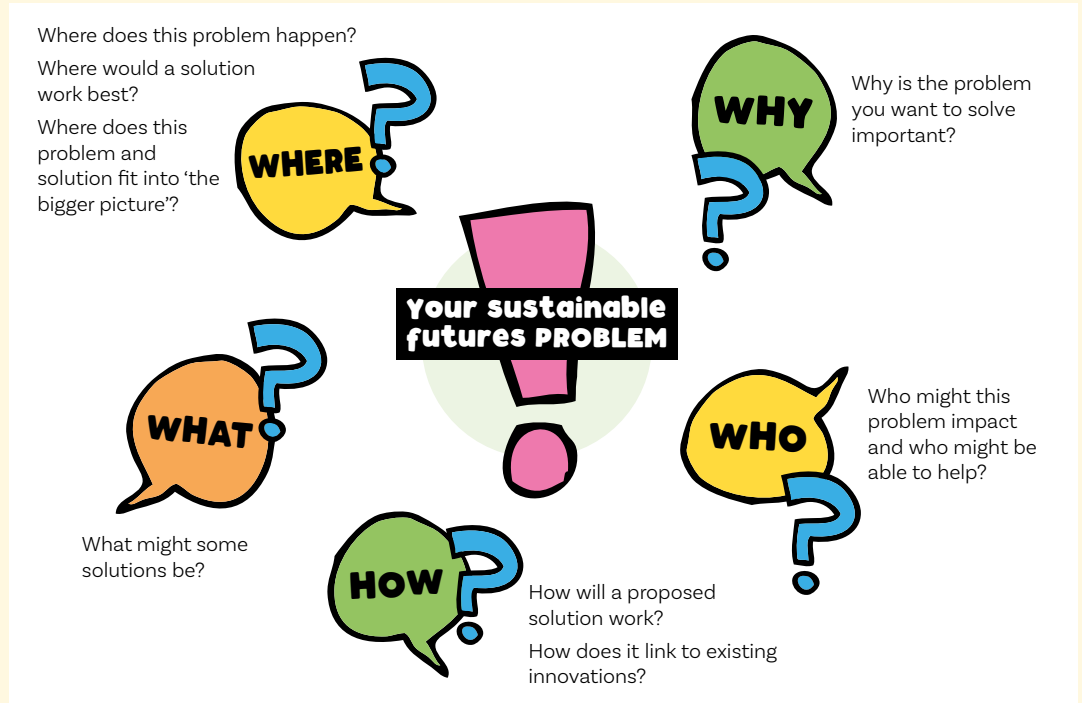 Where does this problem happen?
Where would a solution
work best?
Where does this
problem and
solution fit into ‘the
bigger picture’?
WHERE
WHY
Why is the problem
you want to solve
important?
Your sustainable
futures PROBLEM
WHAT
What might some
solutions be?
WHO
Who might this
problem impact
and who might be
able to help?
HOW
How will a proposed
solution work?
How does it link to existing
innovations?